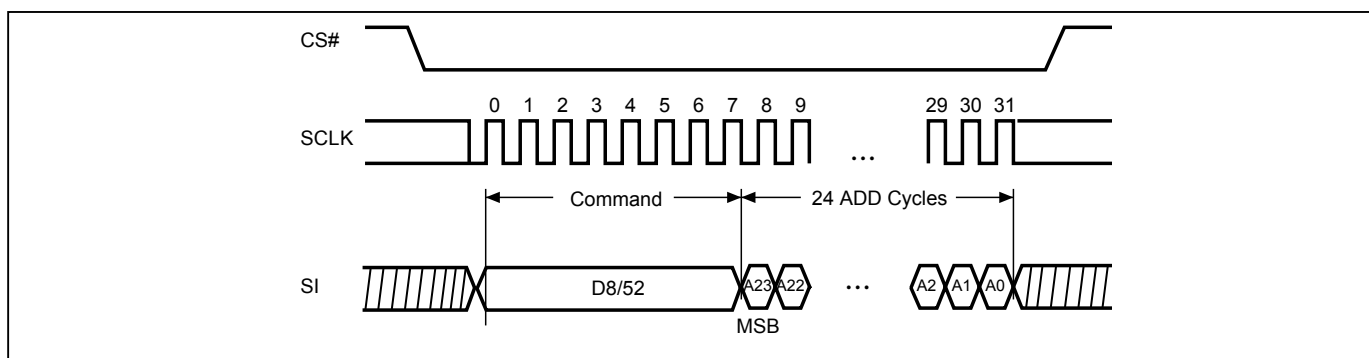 CS#
0 1 2 3 4 5 6 7 8 9 29 30 31
SCLK
...
Command 24 ADD Cycles
SI D8/52 A23 A22 ... A2 A1 A0
MSB